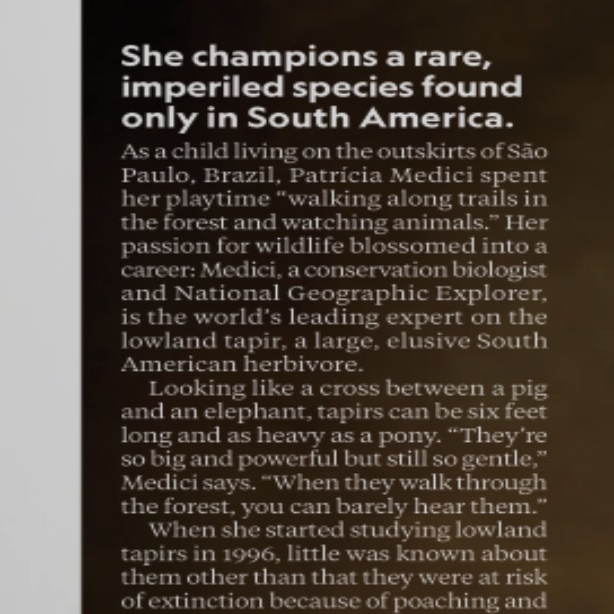 She champions a rare,
imperiled species found
only in South America.
As a child living on the outskirts of São
Paulo, Brazil, Patrícia Medici spent
her playtime “walking along trails in
the forest and watching animals.” Her
passion for wildlife blossomed into a
career: Medici, a conservation biologist
and National Geographic Explorer,
is the world’s leading expert on the
lowland tapir, a large, elusive South
American herbivore.
Looking like a cross between a pig
and an elephant, tapirs can be six feet
long and as heavy as a pony. “They’re
so big and powerful but still so gentle,”
Medici says. “When they walk through
the forest, you can barely hear them.”
When she started studying lowland
tapirs in 1996, little was known about
them other than that they were at risk
of extinction because of poaching and